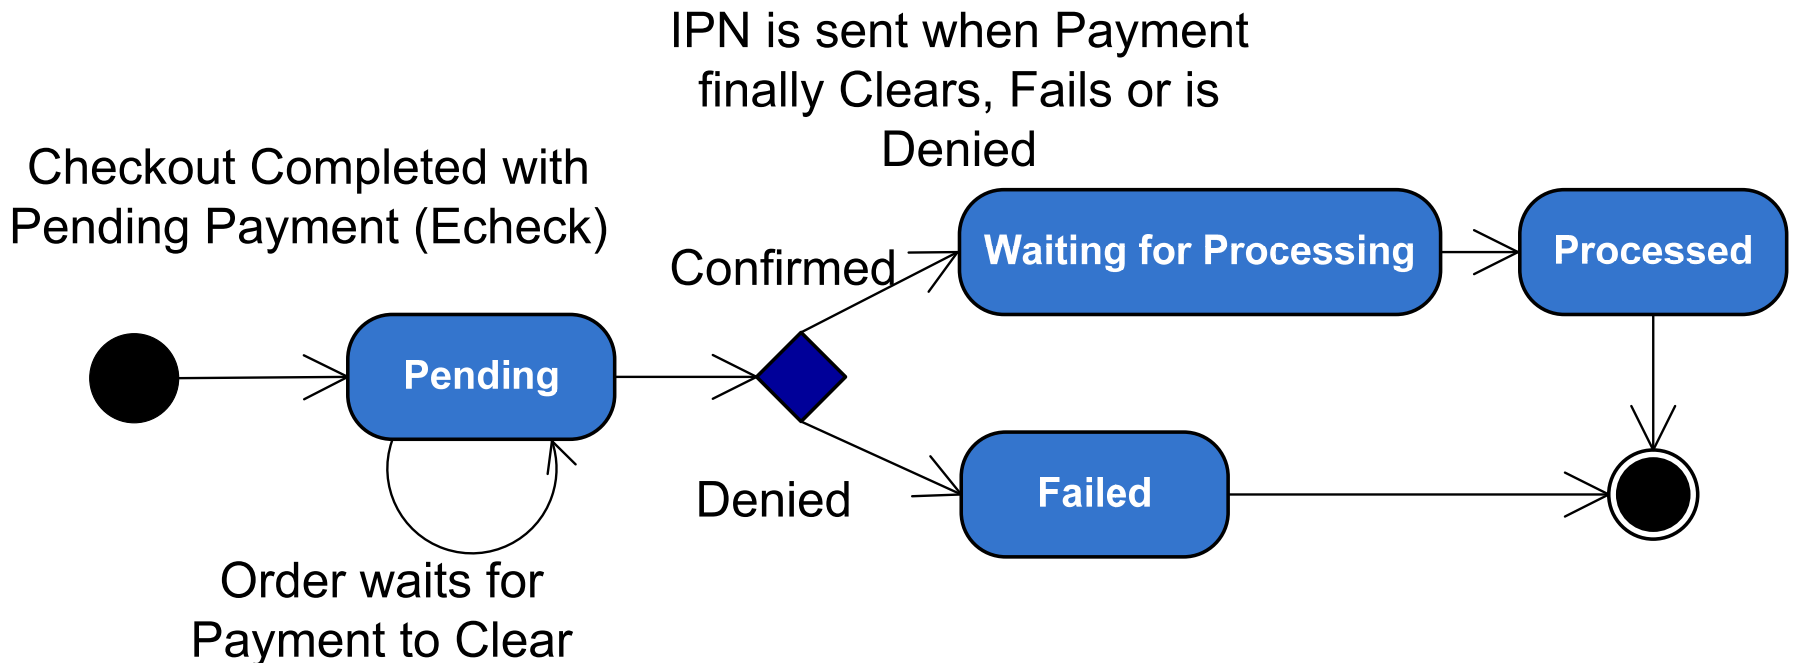 IPN is sent when Payment
finally Clears, Fails or is
Denied
Checkout Completed with
Pending Payment (Echeck)
Confirmed
Waiting for Processing
Processed
Pending
Denied
Failed
Order waits for
Payment to Clear